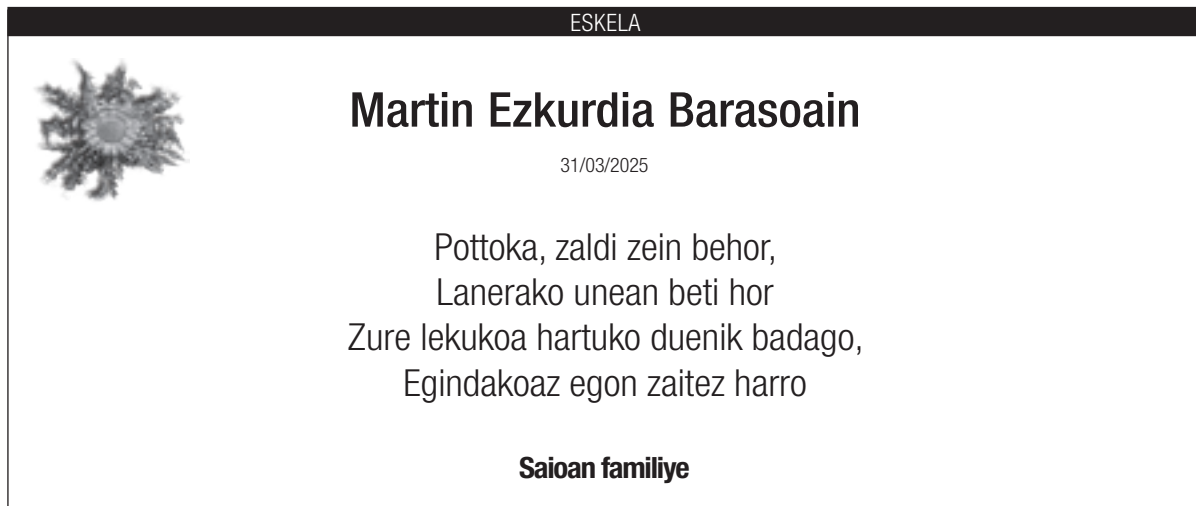 ESKELA
Martin Ezkurdia Barasoain
31/03/2025
Pottoka, zaldi zein behor,
Lanerako unean beti hor
Zure lekukoa hartuko duenik badago,
Egindakoaz egon zaitez harro
Saioan familiye